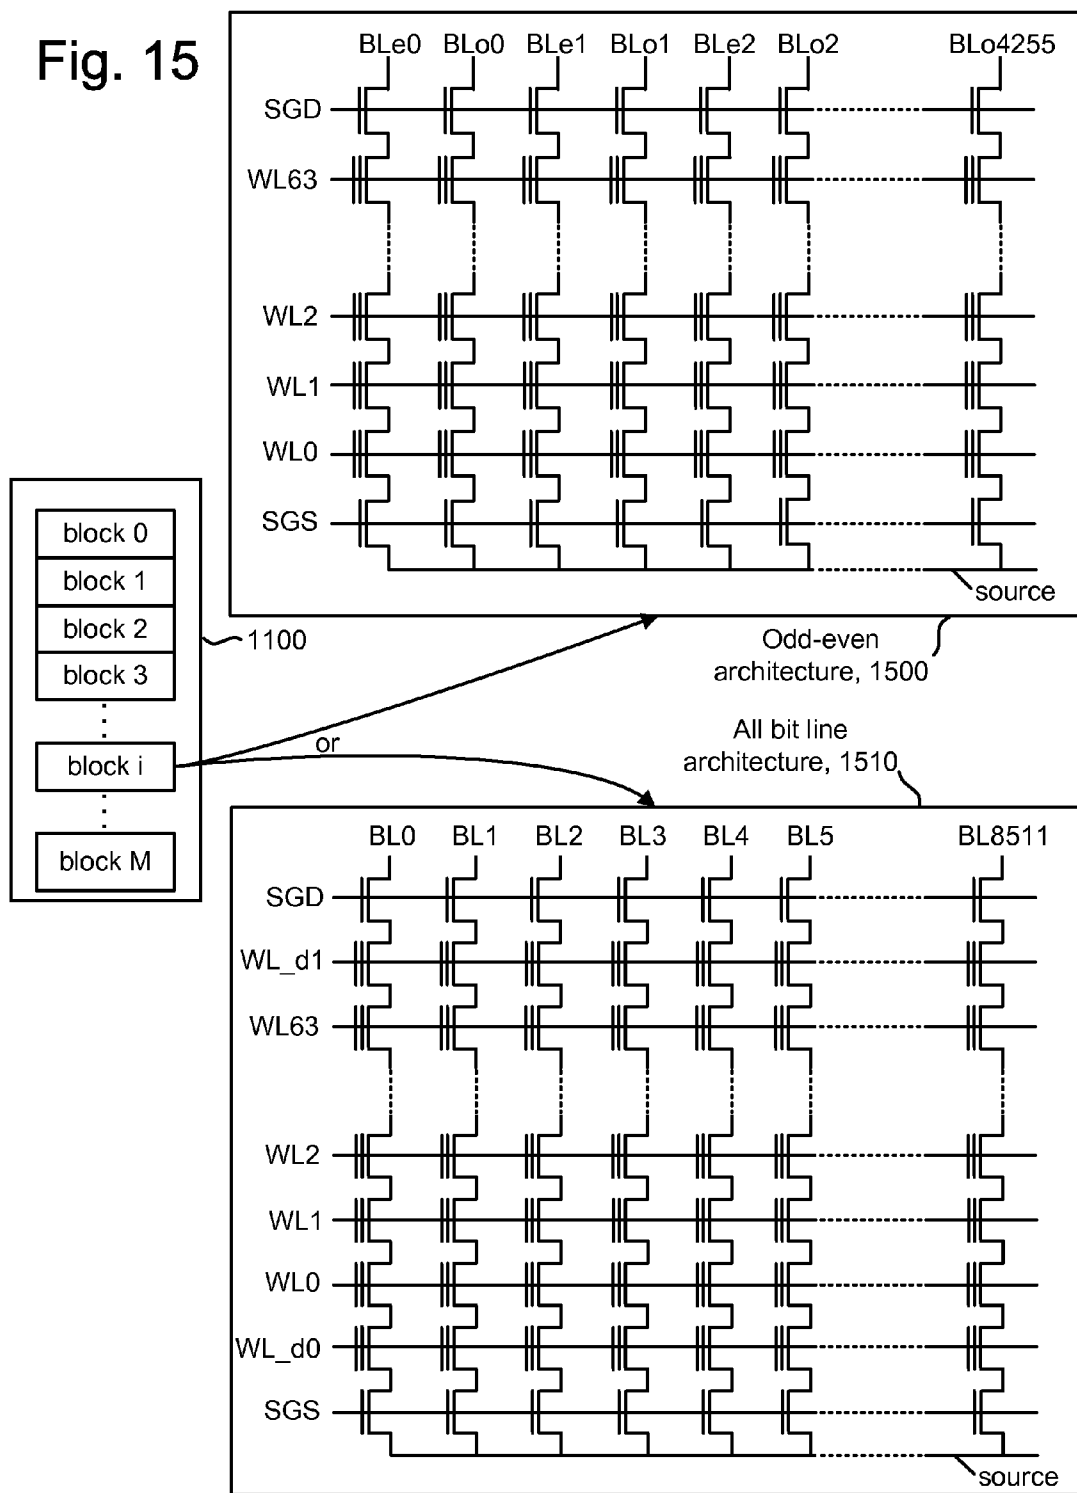 Fig. 15
BLe0 BLo0 BLe1 BLo1 BLe2 BLo2 BLo4255
SGD
WL63
WL2
WL1
WL0
SGS
source
block 0
block 1
block 2
block 3
block i
block M
1100
or
Odd-even
architecture, 1500
All bit line
architecture, 1510
BL0 BL1 BL2 BL3 BL4 BL5 BL8511
SGD
WL_d1
WL63
WL2
WL1
WL0
WL_d0
SGS
source